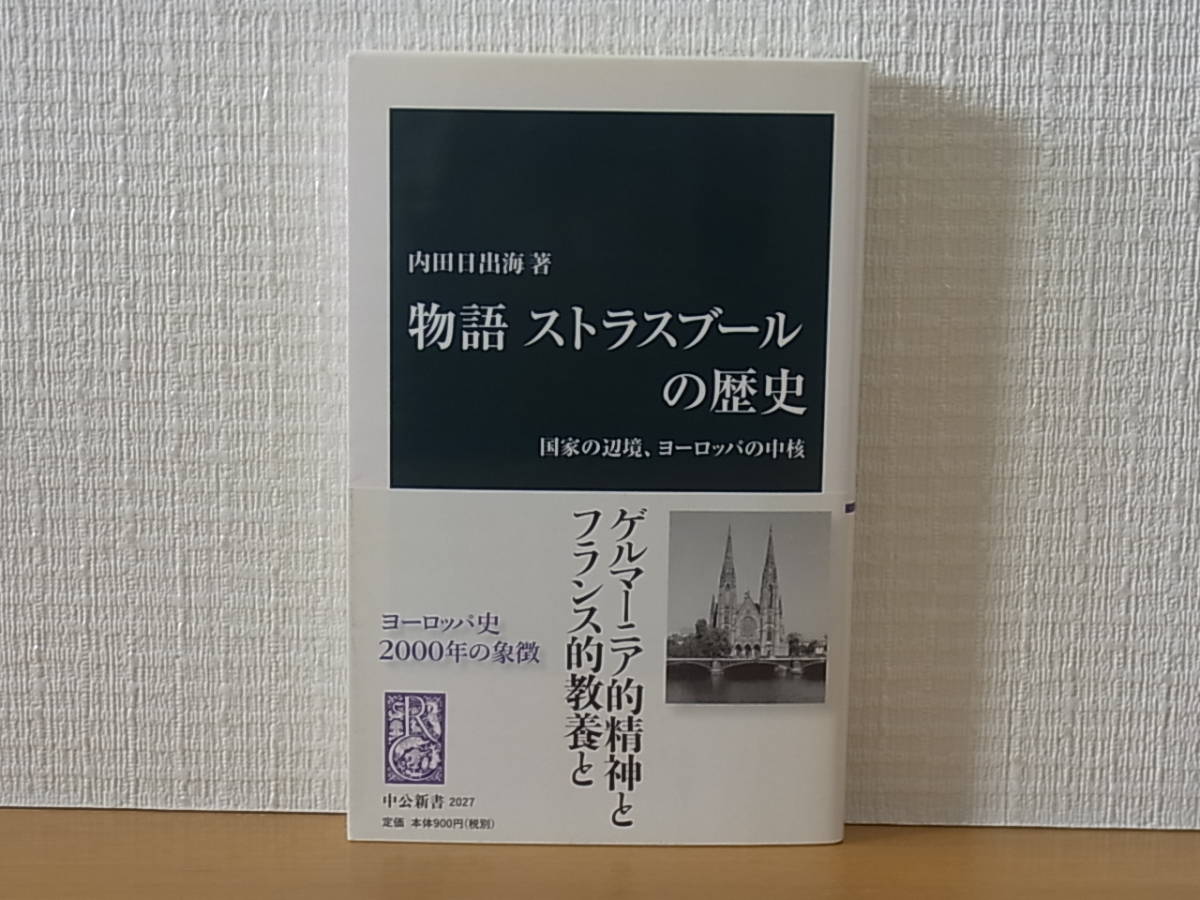 内田日出海 著
物語 ストラスブール
の歴史
国家の辺境、ヨーロッパの中核
ゲルマーニア的精神と
フランス的教養と
ヨーロッパ史
2000年の象徴
R
C
中公新書 2027
定価 本体900円(税別)